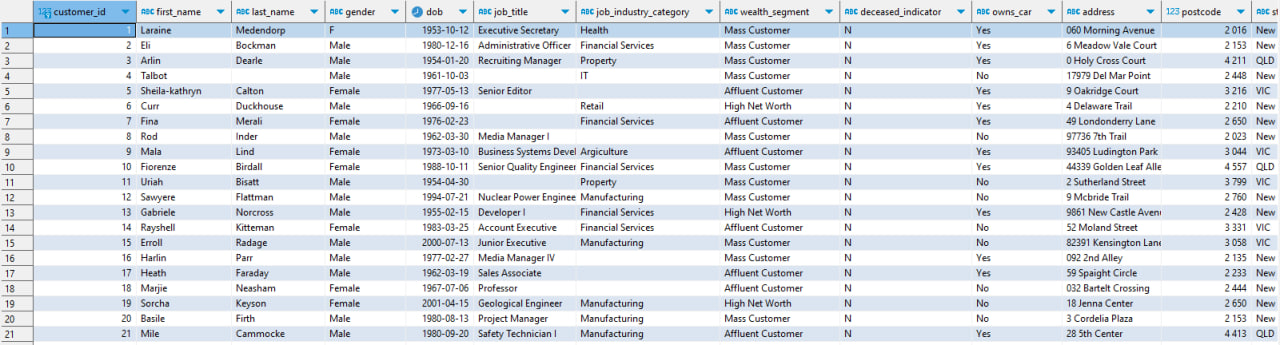 customer_id first_name last_name gender dob job_title job_industry_category wealth_segment deceased_indicator owns_car address postcode st
1 1 Laraine Medendorp F 1953-10-12 Executive Secretary Health Mass Customer N Yes 060 Morning Avenue 2 016 New
2 2 Eli Bockman Male 1980-12-16 Administrative Officer Financial Services Mass Customer N Yes 6 Meadow Vale Court 2 153 New
3 3 Arlin Dearle Male 1954-01-20 Recruiting Manager Property Mass Customer N Yes 0 Holy Cross Court 4 211 QLD
4 4 Talbot Male 1961-10-03 IT Mass Customer N No 17979 Del Mar Point 2 448 New
5 5 Sheila-kathryn Calton Female 1977-05-13 Senior Editor Affluent Customer N Yes 9 Oakridge Court 3 216 VIC
6 6 Curr Duckhouse Male 1966-09-16 Retail High Net Worth N Yes 4 Delaware Trail 2 210 New
7 7 Fina Merali Female 1976-02-23 Financial Services Affluent Customer N Yes 49 Londonderry Lane 2 650 New
8 8 Rod Inder Male 1962-03-30 Media Manager I Mass Customer N No 97736 7th Trail 2 023 New
9 9 Mala Lind Female 1973-03-10 Business Systems Devel Argiculture Affluent Customer N Yes 93405 Ludington Park 3 044 VIC
10 10 Fiorenze Birdall Female 1988-10-11 Senior Quality Engineer Financial Services Mass Customer N Yes 44339 Golden Leaf Alle 4 557 QLD
11 11 Uriah Bisatt Male 1954-04-30 Property Mass Customer N No 2 Sutherland Street 3 799 VIC
12 12 Sawyere Flattman Male 1994-07-21 Nuclear Power Enginee Manufacturing Mass Customer N No 9 Mcbride Trail 2 760 New
13 13 Gabriele Norcross Male 1955-02-15 Developer I Financial Services High Net Worth N Yes 9861 New Castle Avenu 2 428 New
14 14 Rayshell Kitteman Female 1983-03-25 Account Executive Financial Services Affluent Customer N No 52 Moland Street 3 331 VIC
15 15 Erroll Radage Male 2000-07-13 Junior Executive Manufacturing Mass Customer N No 82391 Kensington Lane 3 058 VIC
16 16 Harlin Parr Male 1977-02-27 Media Manager IV Mass Customer N Yes 092 2nd Alley 2 135 New
17 17 Heath Faraday Male 1962-03-19 Sales Associate Affluent Customer N Yes 59 Spaight Circle 2 233 New
18 18 Marjie Neasham Female 1967-07-06 Professor Affluent Customer N No 032 Bartelt Crossing 2 444 New
19 19 Sorcha Keyson Female 2001-04-15 Geological Engineer Manufacturing High Net Worth N No 18 Jenna Center 2 650 New
20 20 Basile Firth Male 1980-08-13 Project Manager Manufacturing Mass Customer N No 3 Cordelia Plaza 2 153 New
21 21 Mile Cammocke Male 1980-09-20 Safety Technician I Manufacturing Affluent Customer N Yes 28 5th Center 4 413 QLD